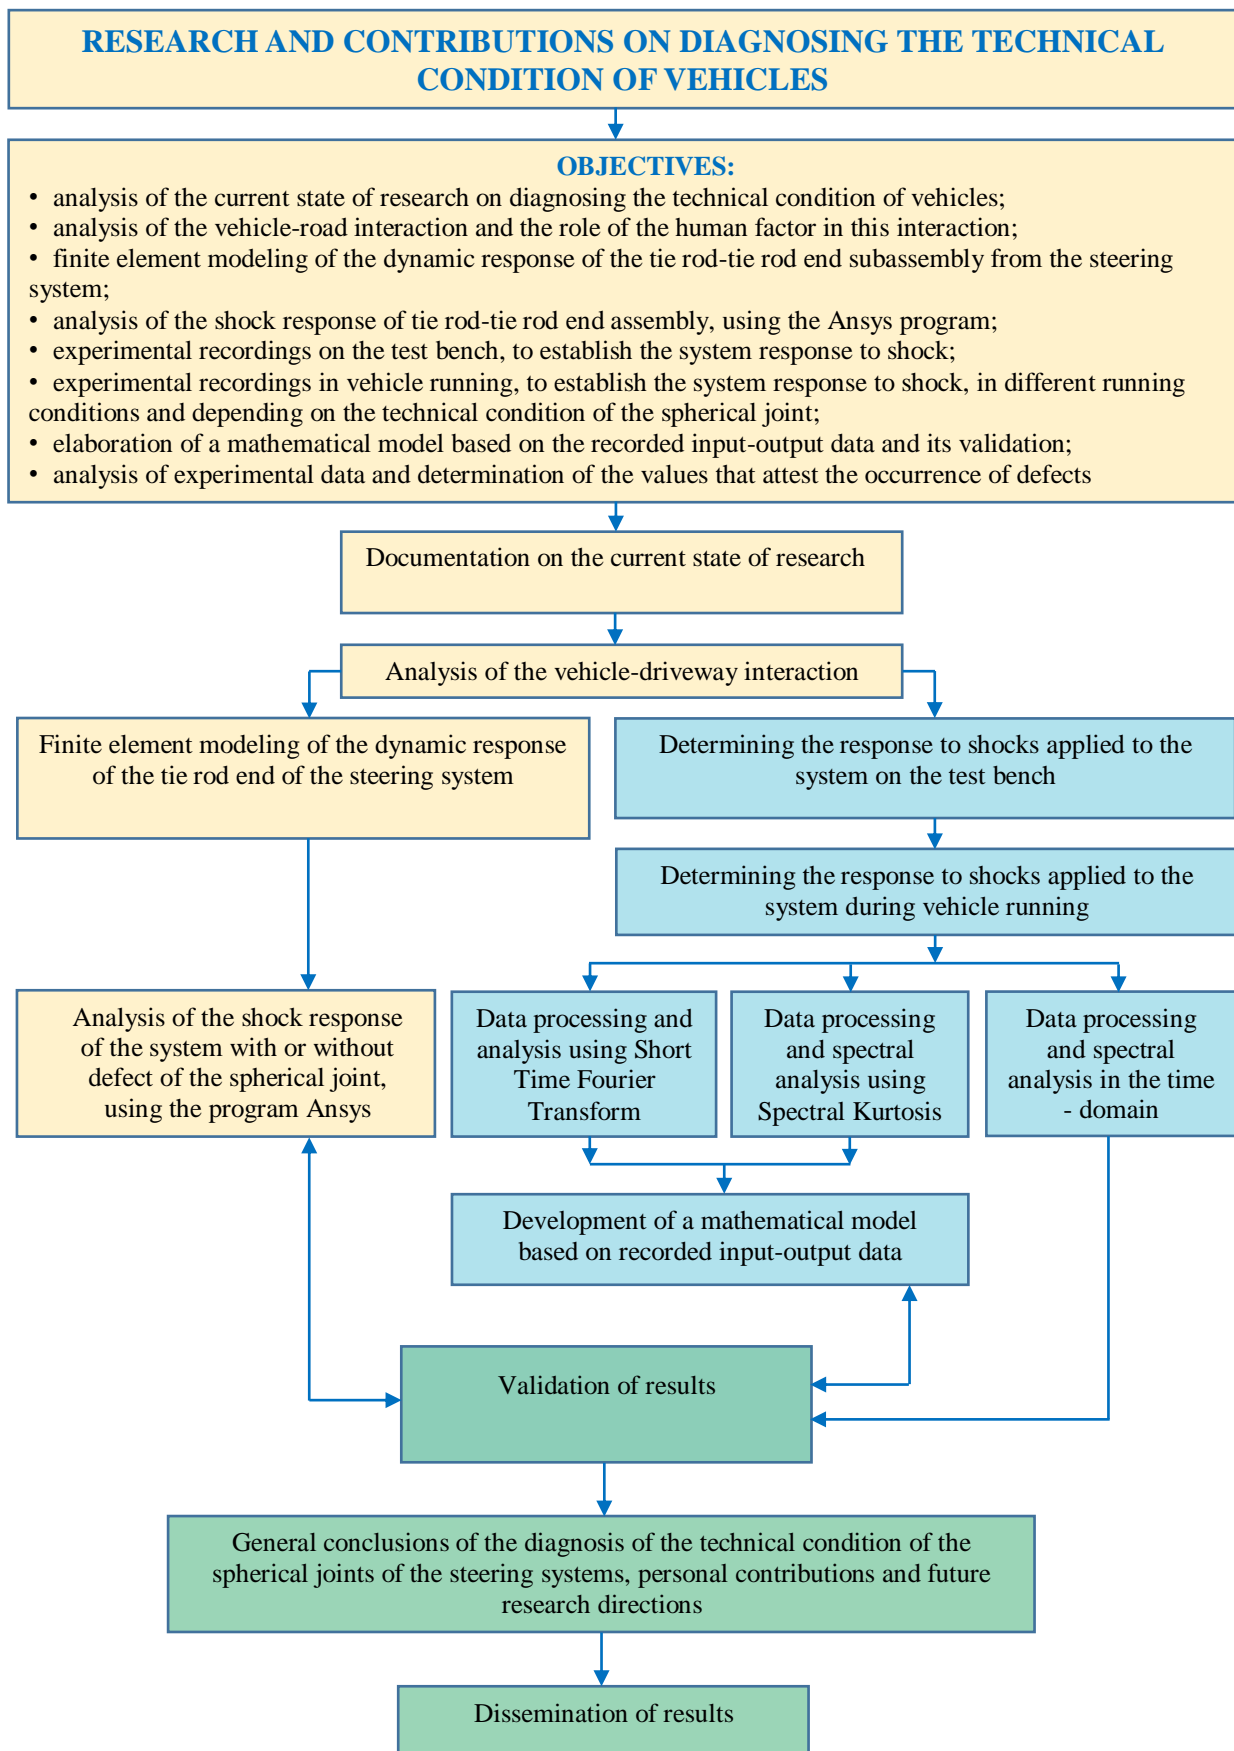 RESEARCH AND CONTRIBUTIONS ON DIAGNOSING THE TECHNICAL
CONDITION OF VEHICLES
OBJECTIVES:
• analysis of the current state of research on diagnosing the technical condition of vehicles;
• analysis of the vehicle-road interaction and the role of the human factor in this interaction;
• finite element modeling of the dynamic response of the tie rod-tie rod end subassembly from the steering
system;
• analysis of the shock response of tie rod-tie rod end assembly, using the Ansys program;
• experimental recordings on the test bench, to establish the system response to shock;
• experimental recordings in vehicle running, to establish the system response to shock, in different running
conditions and depending on the technical condition of the spherical joint;
• elaboration of a mathematical model based on the recorded input-output data and its validation;
• analysis of experimental data and determination of the values that attest the occurrence of defects
Documentation on the current state of research
Analysis of the vehicle-driveway interaction
Finite element modeling of the dynamic response
of the tie rod end of the steering system
Determining the response to shocks applied to the
system on the test bench
Determining the response to shocks applied to the
system during vehicle running
Analysis of the shock response
of the system with or without
defect of the spherical joint,
using the program Ansys
Data processing and
analysis using Short
Time Fourier
Transform
Data processing
and spectral
analysis using
Spectral Kurtosis
Data processing
and spectral
analysis in the time
- domain
Development of a mathematical model
based on recorded input-output data
Validation of results
General conclusions of the diagnosis of the technical condition of the
spherical joints of the steering systems, personal contributions and future
research directions
Dissemination of results